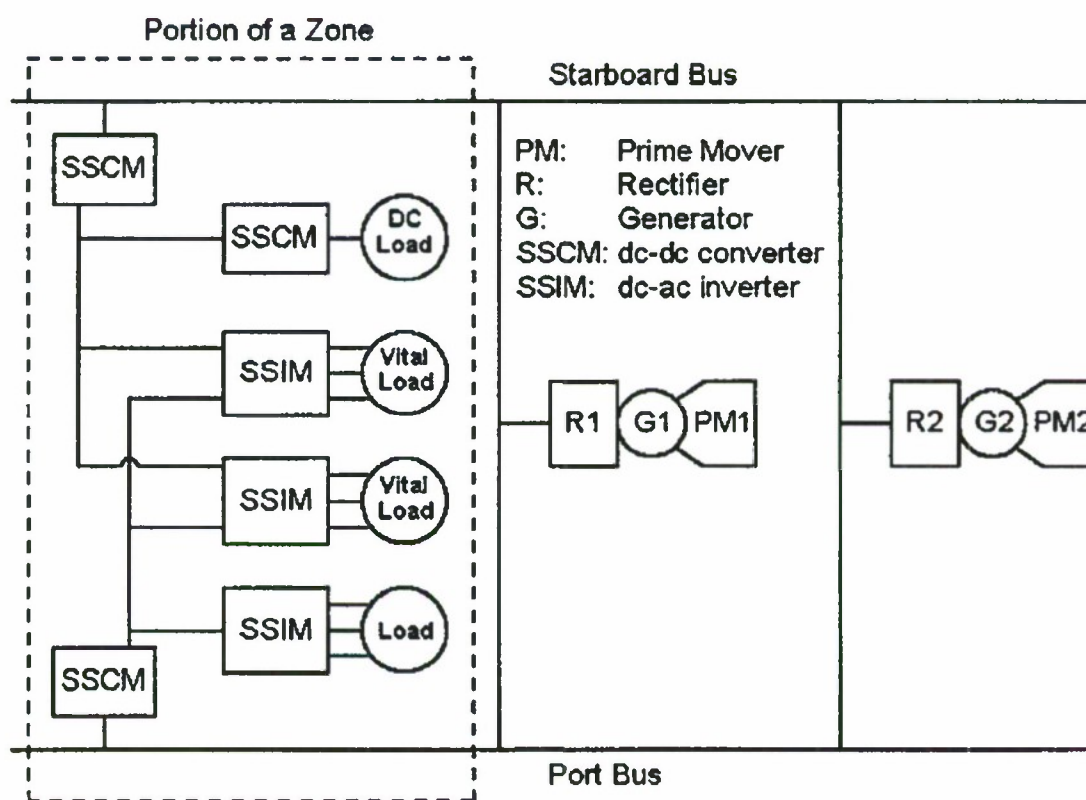 Portion of a Zone
Starboard Bus
SSCM
SSCM
DC
Load
SSIM
Vital
Load
SSIM
Vital
Load
SSIM
Load
SSCM
PM: Prime Mover
R: Rectifier
G: Generator
SSCM: dc-dc converter
SSIM: dc-ac inverter
R1 G1 PM1
R2 G2 PM2
Port Bus